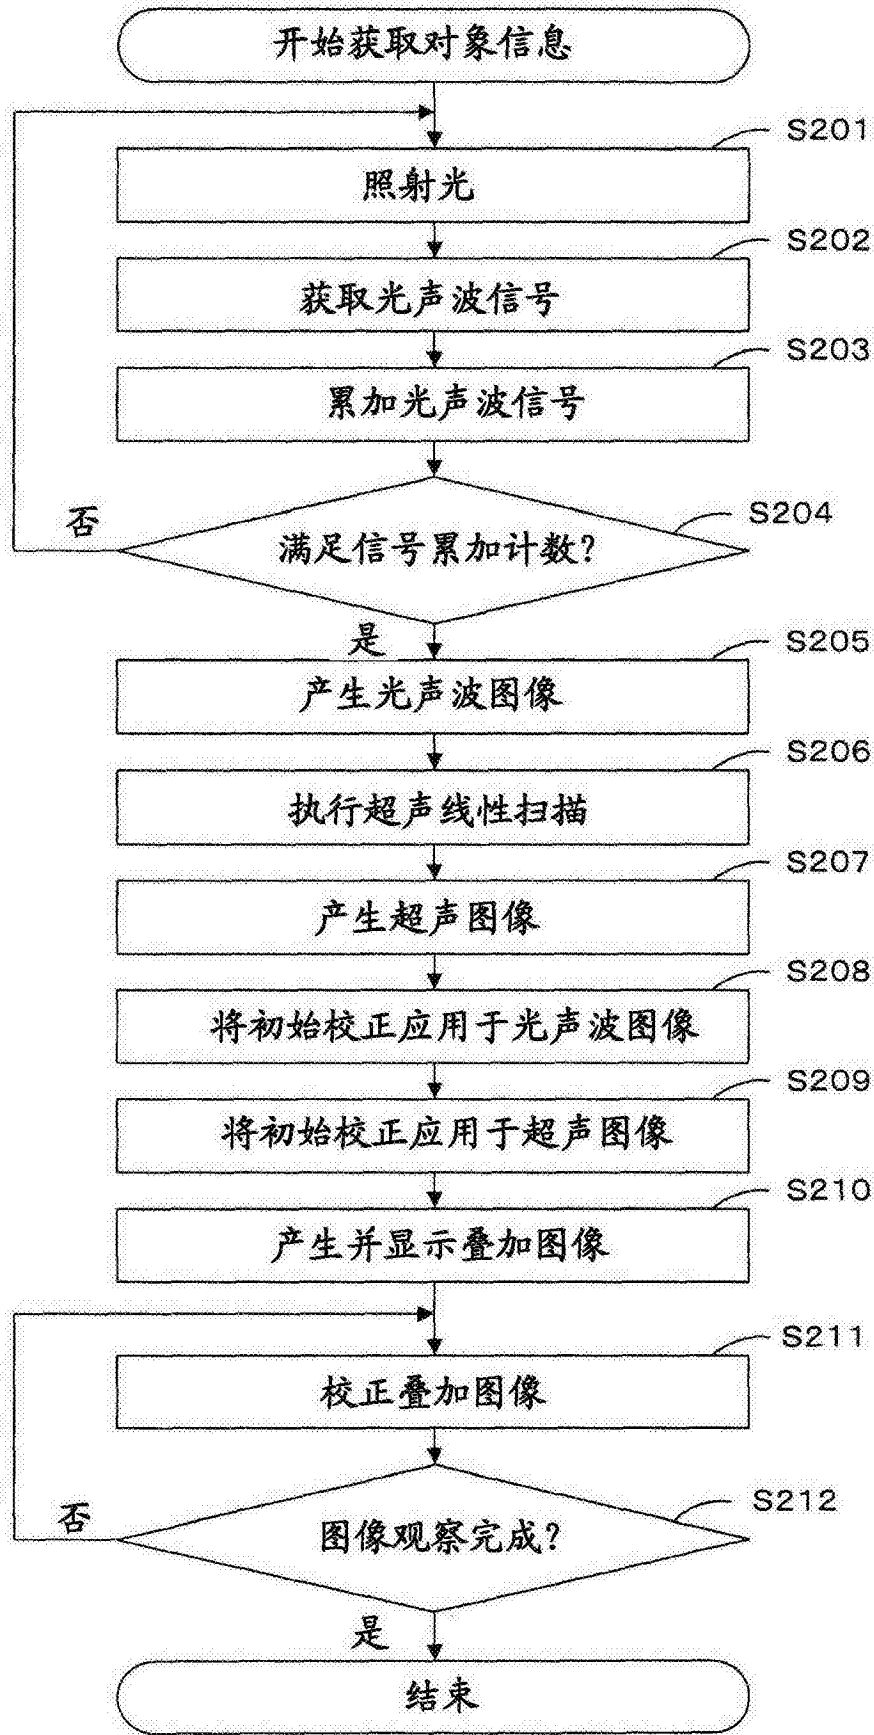 开始获取对象信息
S201
照射光
S202
获取光声波信号
S203
累加光声波信号
S204
否
满足信号累加计数?
是
S205
产生光声波图像
S206
执行超声线性扫描
S207
产生超声图像
S208
将初始校正应用于光声波图像
S209
将初始校正应用于超声图像
S210
产生并显示叠加图像
S211
校正叠加图像
S212
否
图像观察完成?
是
结束